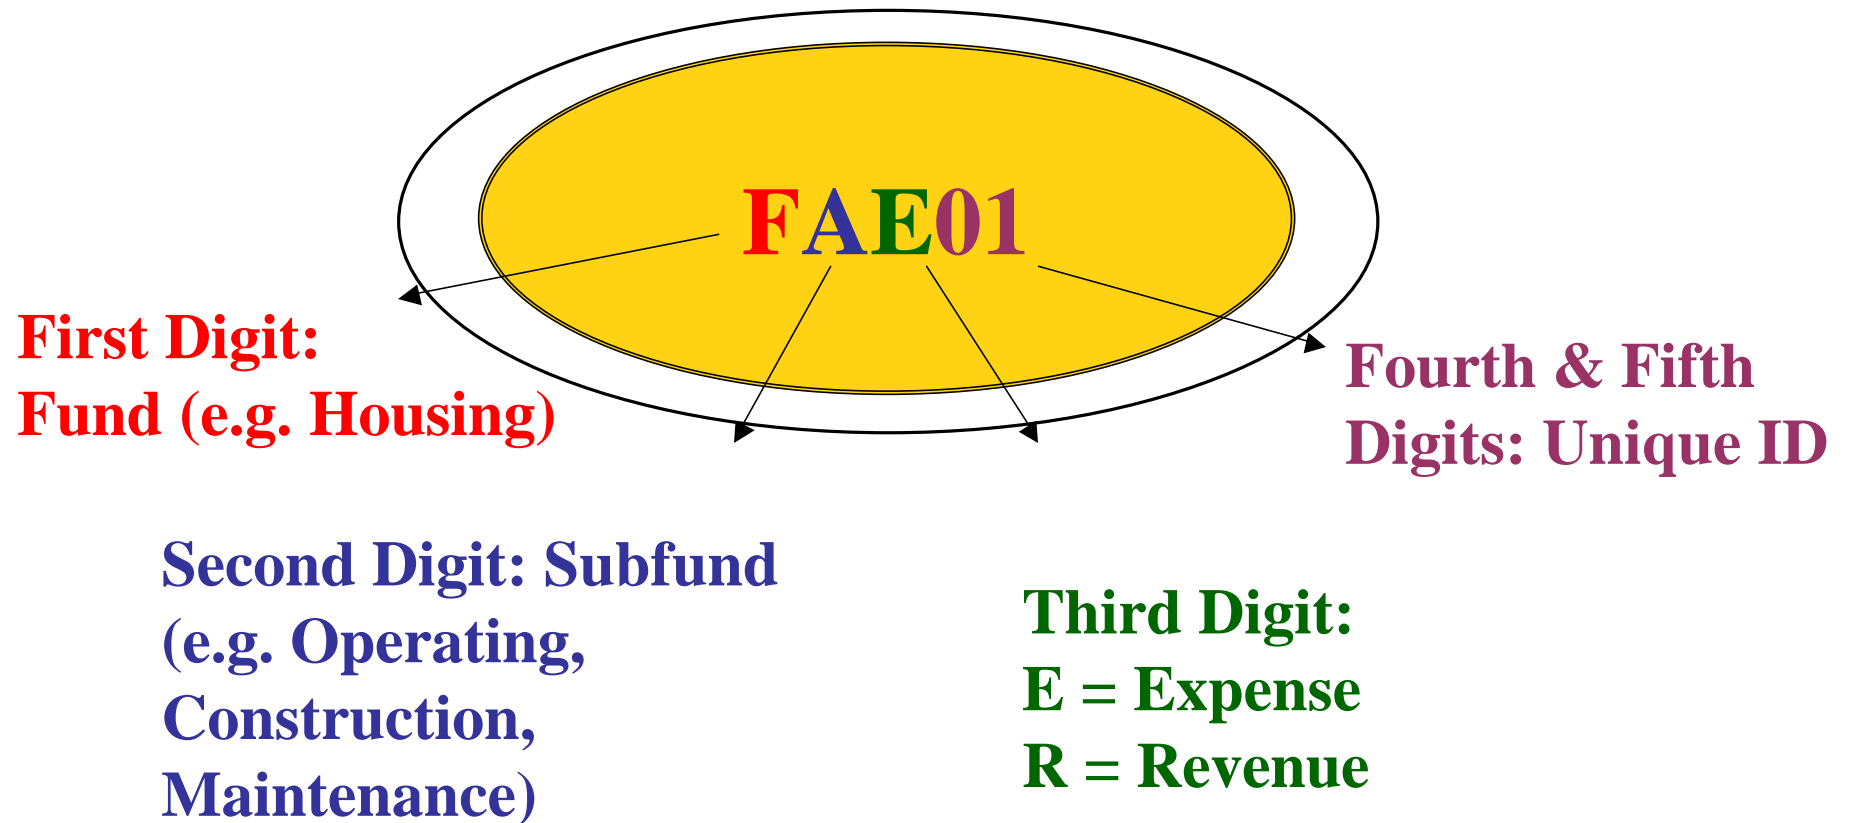 FAE01
First Digit:
Fund (e.g. Housing)
Fourth & Fifth
Digits: Unique ID
Second Digit: Subfund
(e.g. Operating,
Construction,
Maintenance)
Third Digit:
E = Expense
R = Revenue